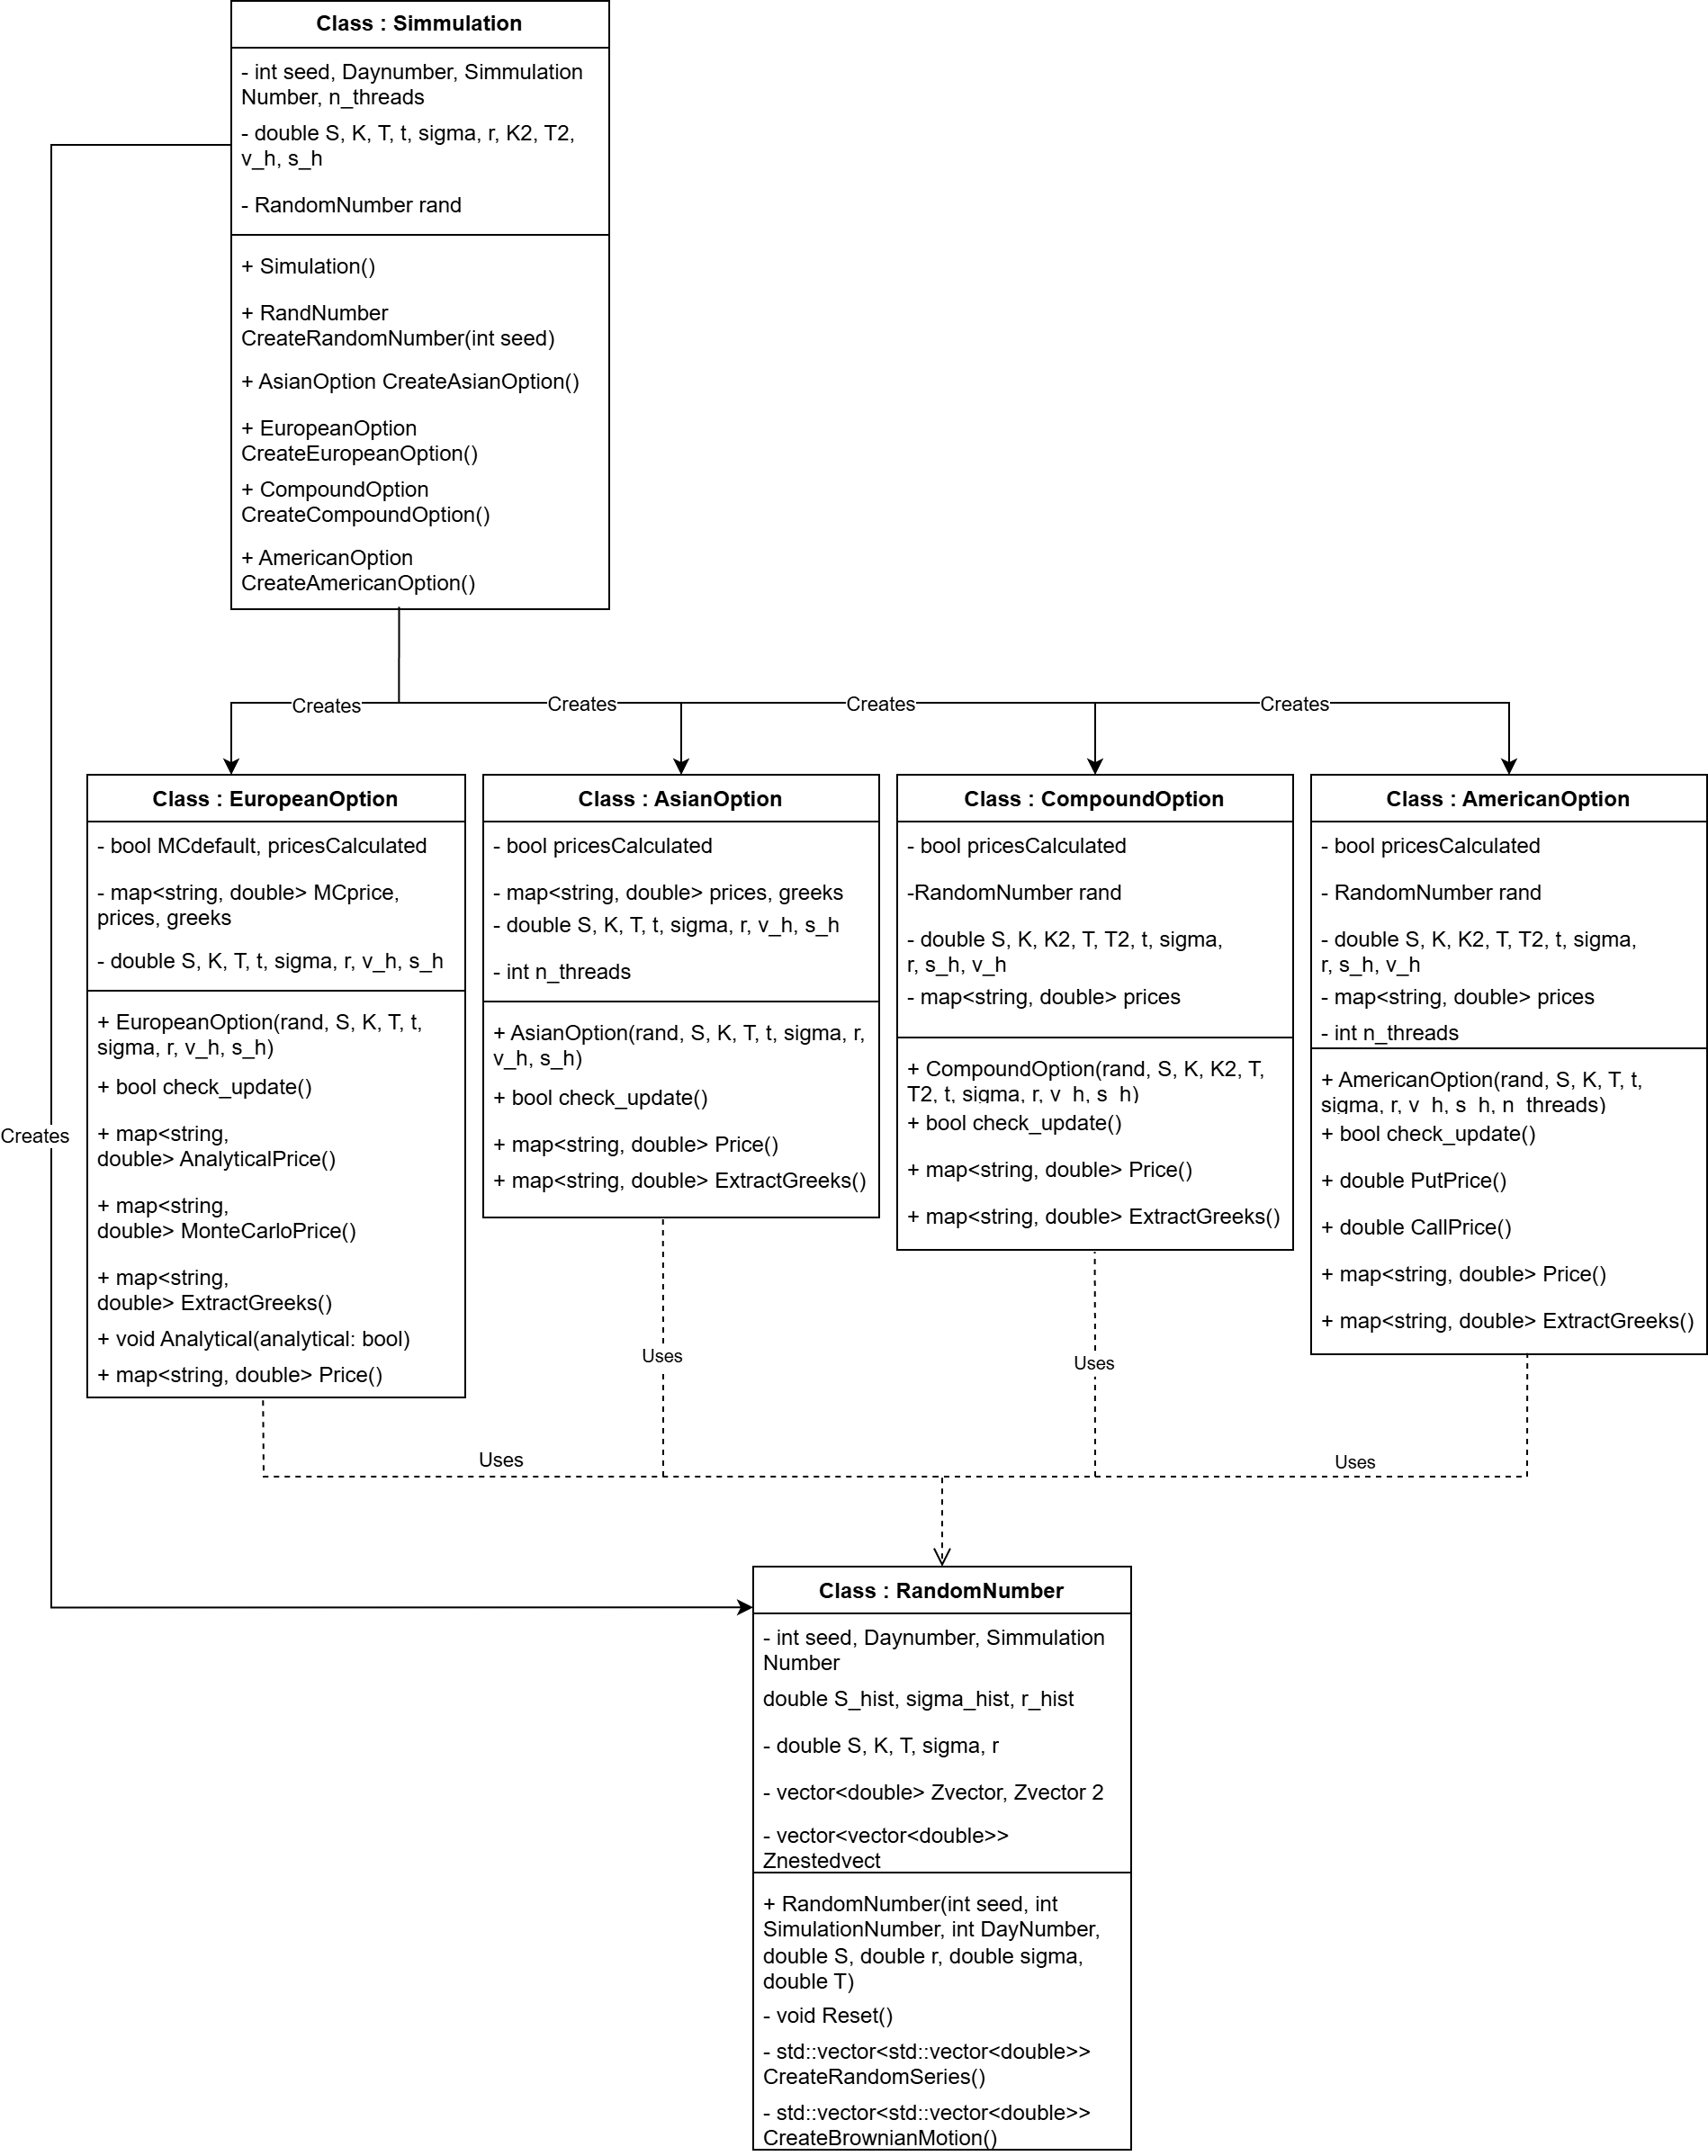 Class : Simmulation
- int seed, Daynumber, Simmulation
Number, n_threads
- double S, K, T, t, sigma, r, K2, T2,
v_h, s_h
- RandomNumber rand
+ Simulation()
+ RandNumber
CreateRandomNumber(int seed)
+ AsianOption CreateAsianOption()
+ EuropeanOption
CreateEuropeanOption()
+ CompoundOption
CreateCompoundOption()
+ AmericanOption
CreateAmericanOption()
Creates
Creates
Creates
Creates
Creates
Class : EuropeanOption
- bool MCdefault, pricesCalculated
- map<string, double> MCprice,
prices, greeks
- double S, K, T, t, sigma, r, v_h, s_h
+ EuropeanOption(rand, S, K, T, t,
sigma, r, v_h, s_h)
+ bool check_update()
+ map<string,
double> AnalyticalPrice()
+ map<string,
double> MonteCarloPrice()
+ map<string,
double> ExtractGreeks()
+ void Analytical(analytical: bool)
+ map<string, double> Price()
Class : AsianOption
- bool pricesCalculated
- map<string, double> prices, greeks
- double S, K, T, t, sigma, r, v_h, s_h
- int n_threads
+ AsianOption(rand, S, K, T, t, sigma, r,
v_h, s_h)
+ bool check_update()
+ map<string, double> Price()
+ map<string, double> ExtractGreeks()
Class : CompoundOption
- bool pricesCalculated
-RandomNumber rand
- double S, K, K2, T, T2, t, sigma,
r, s_h, v_h
- map<string, double> prices
+ CompoundOption(rand, S, K, K2, T,
T2, t, sigma, r, v_h, s_h)
+ bool check_update()
+ map<string, double> Price()
+ map<string, double> ExtractGreeks()
Class : AmericanOption
- bool pricesCalculated
- RandomNumber rand
- double S, K, K2, T, T2, t, sigma,
r, s_h, v_h
- map<string, double> prices
- int n_threads
+ AmericanOption(rand, S, K, T, t,
sigma, r, v_h, s_h, n_threads)
+ bool check_update()
+ double PutPrice()
+ double CallPrice()
+ map<string, double> Price()
+ map<string, double> ExtractGreeks()
Uses
Uses
Uses
Uses
Class : RandomNumber
- int seed, Daynumber, Simmulation
Number
double S_hist, sigma_hist, r_hist
- double S, K, T, sigma, r
- vector<double> Zvector, Zvector 2
- vector<vector<double>>
Znestedvect
+ RandomNumber(int seed, int
SimulationNumber, int DayNumber,
double S, double r, double sigma,
double T)
- void Reset()
- std::vector<std::vector<double>>
CreateRandomSeries()
- std::vector<std::vector<double>>
CreateBrownianMotion()